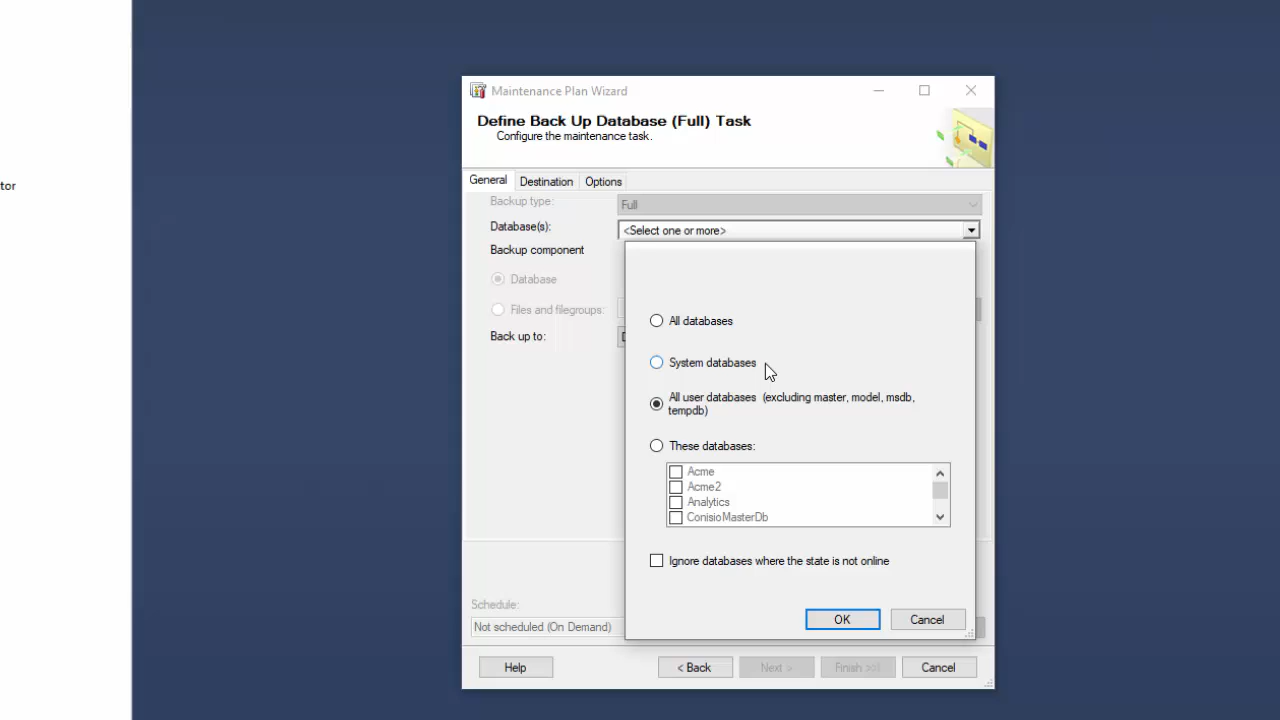 tor
Maintenance Plan Wizard
Define Back Up Database (Full) Task
Configure the maintenance task.
General Destination Options
Backup type: Full
Database(s): <Select one or more>
Backup component
Database
Files and filegroups:
Back up to:
All databases
System databases
All user databases (excluding master, model, msdb,
tempdb)
These databases:
Acme
Acme2
Analytics
ConisioMasterDb
Ignore databases where the state is not online
OK Cancel
Schedule:
Not scheduled (On Demand)
Help < Back Next > Finish >>| Cancel